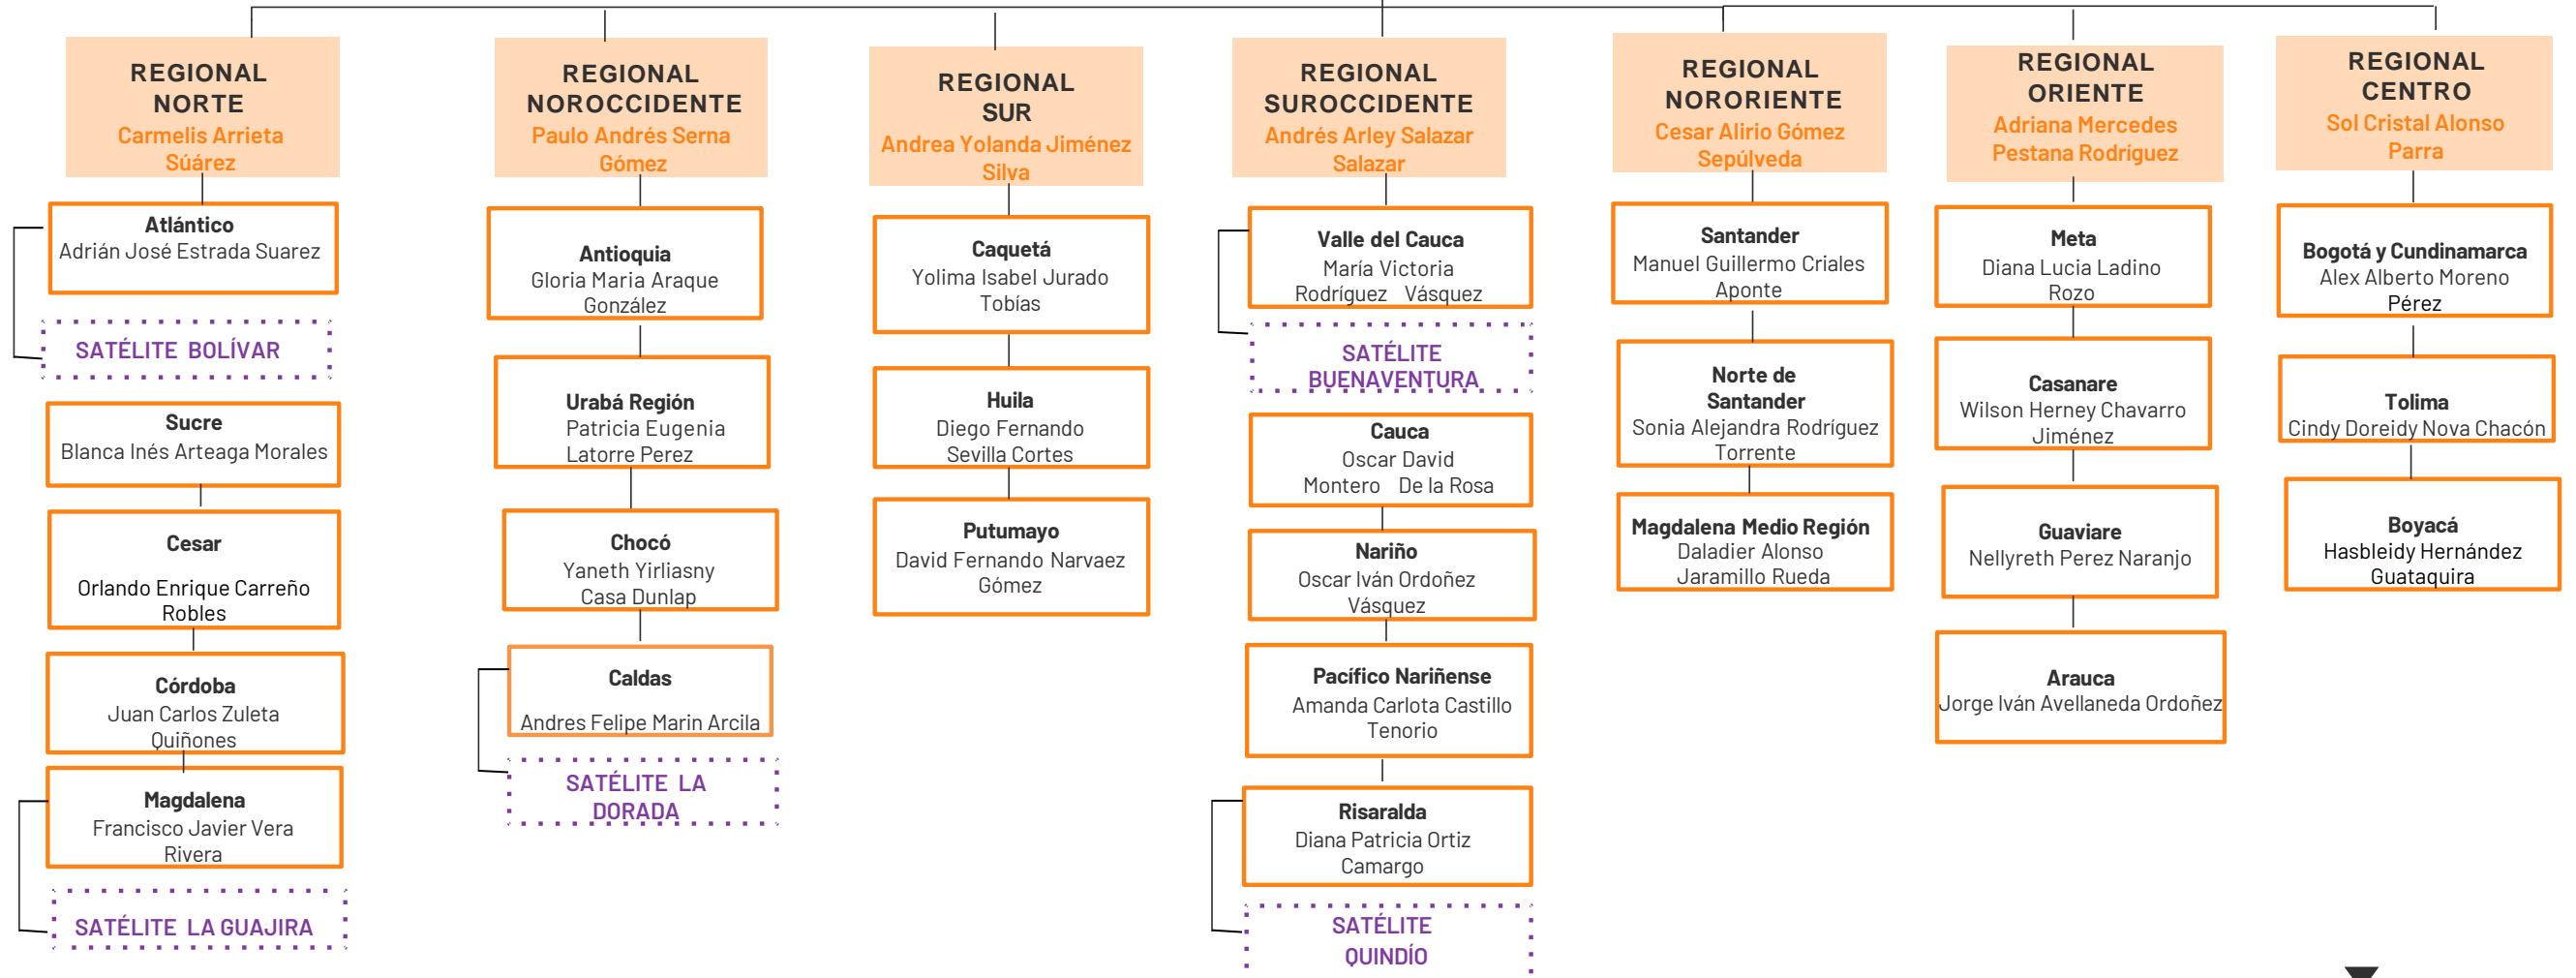 REGIONAL
NORTE
Carmelis Arrieta
Súárez
Atlántico
Adrián José Estrada Suarez
SATÉLITE BOLÍVAR
Sucre
Blanca Inés Arteaga Morales
Cesar
Orlando Enrique Carreño
Robles
Córdoba
Juan Carlos Zuleta
Quiñones
Magdalena
Francisco Javier Vera
Rivera
SATÉLITE LA GUAJIRA
REGIONAL
NOROCCIDENTE
Paulo Andrés Serna
Gómez
Antioquia
Gloria Maria Araque
González
Urabá Región
Patricia Eugenia
Latorre Perez
Chocó
Yaneth Yirliasny
Casa Dunlap
Caldas
Andres Felipe Marin Arcila
SATÉLITE LA
DORADA
REGIONAL
SUR
Andrea Yolanda Jiménez
Silva
Caquetá
Yolima Isabel Jurado
Tobías
Huila
Diego Fernando
Sevilla Cortes
Putumayo
David Fernando Narvaez
Gómez
REGIONAL
SUROCCIDENTE
Andrés Arley Salazar
Salazar
Valle del Cauca
María Victoria
Rodríguez Vásquez
SATÉLITE
BUENAVENTURA
Cauca
Oscar David
Montero De la Rosa
Nariño
Oscar Iván Ordoñez
Vásquez
Pacífico Nariñense
Amanda Carlota Castillo
Tenorio
Risaralda
Diana Patricia Ortiz
Camargo
SATÉLITE
QUINDÍO
REGIONAL
NORORIENTE
Cesar Alirio Gómez
Sepúlveda
Santander
Manuel Guillermo Criales
Aponte
Norte de
Santander
Sonia Alejandra Rodríguez
Torrente
Magdalena Medio Región
Daladier Alonso
Jaramillo Rueda
REGIONAL
ORIENTE
Adriana Mercedes
Pestana Rodríguez
Meta
Diana Lucia Ladino
Rozo
Casanare
Wilson Herney Chavarro
Jiménez
Guaviare
Nellyreth Perez Naranjo
Arauca
Jorge Iván Avellaneda Ordoñez
REGIONAL
CENTRO
Sol Cristal Alonso
Parra
Bogotá y Cundinamarca
Alex Alberto Moreno
Pérez
Tolima
Cindy Doreidy Nova Chacón
Boyacá
Hasbleidy Hernández
Guataquira